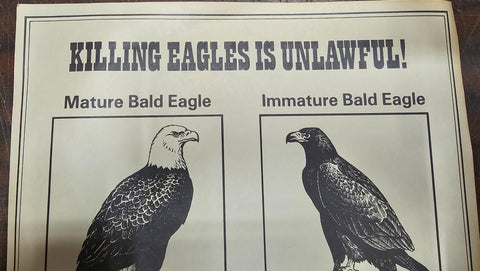 KILLING EAGLES IS UNLAWFUL!
Mature Bald Eagle
Immature Bald Eagle